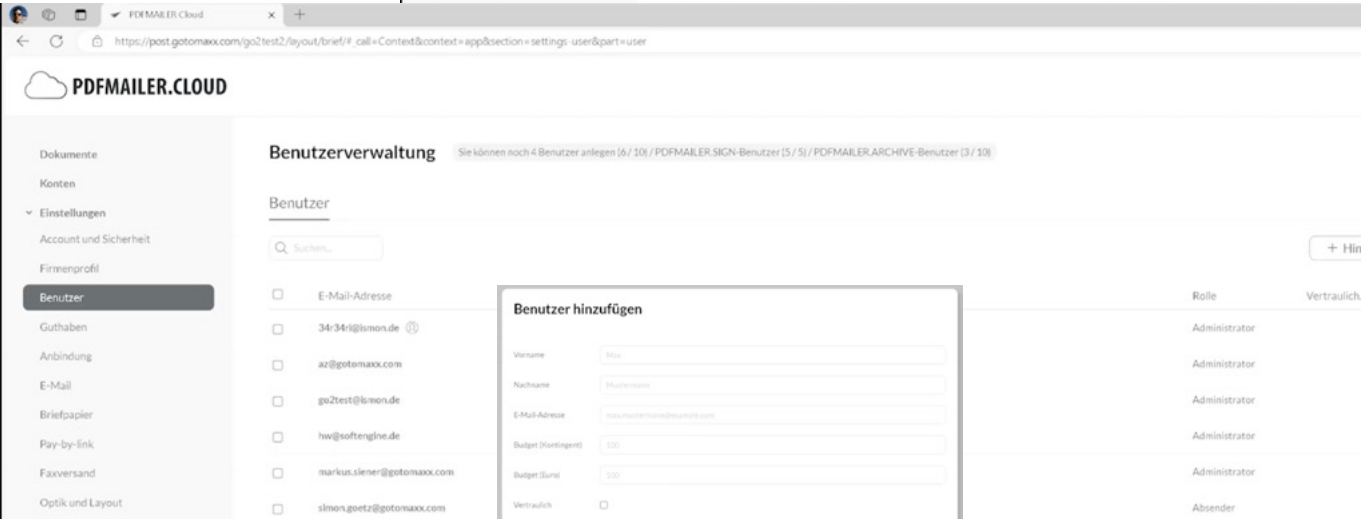 PDFMAILER Cloud
https://post.gotomaxx.com/go2test2/layout/brief/#_call=Context&context=app&section=settings-user&part=user
PDFMAILER.CLOUD
Dokumente
Konten
Einstellungen
Account und Sicherheit
Firmenprofil
Benutzer
Guthaben
Anbindung
E-Mail
Briefpapier
Pay-by-link
Faxversand
Optik und Layout
Benutzerverwaltung
Sie können noch 4 Benutzer anlegen (6 / 10) / PDFMAILER.SIGN-Benutzer (5 / 5) / PDFMAILER.ARCHIVE-Benutzer (3 / 10)
Benutzer
Suchen...
+ Hin
E-Mail-Adresse Rolle Vertraulich
34r34ri@ismon.de Administrator
az@gotomaxx.com Administrator
go2test@ismon.de Administrator
hw@softengine.de Administrator
markus.siener@gotomaxx.com Administrator
simon.goetz@gotomaxx.com Absender
Benutzer hinzufügen
Vorname Max
Nachname Mustermann
E-Mail-Adresse
Budget (Kontingent) 100
Budget (Euro) 100
Vertraulich